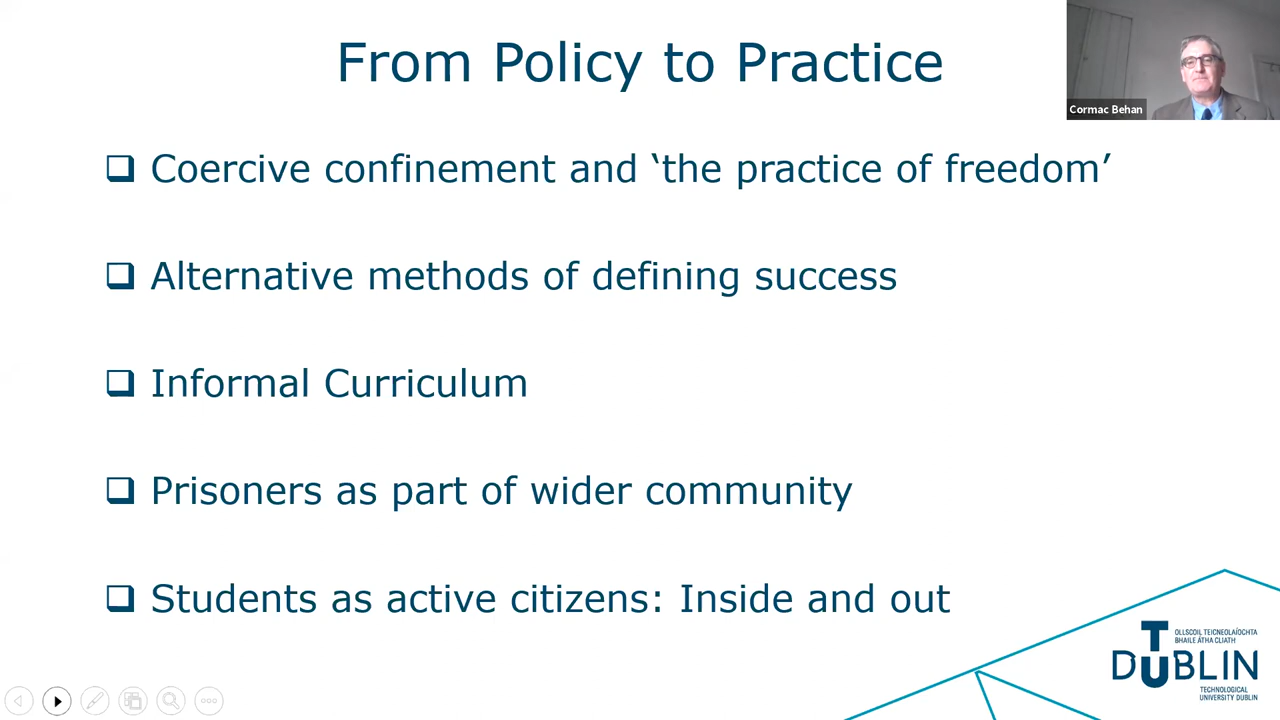 From Policy to Practice
Cormac Behan
Coercive confinement and ‘the practice of freedom’
Alternative methods of defining success
Informal Curriculum
Prisoners as part of wider community
Students as active citizens: Inside and out
OLLSCOIL TEICNEOLAÍOCHTA
BHAILE ÁTHA CLIATH
TU DUBLIN
TECHNOLOGICAL
UNIVERSITY DUBLIN